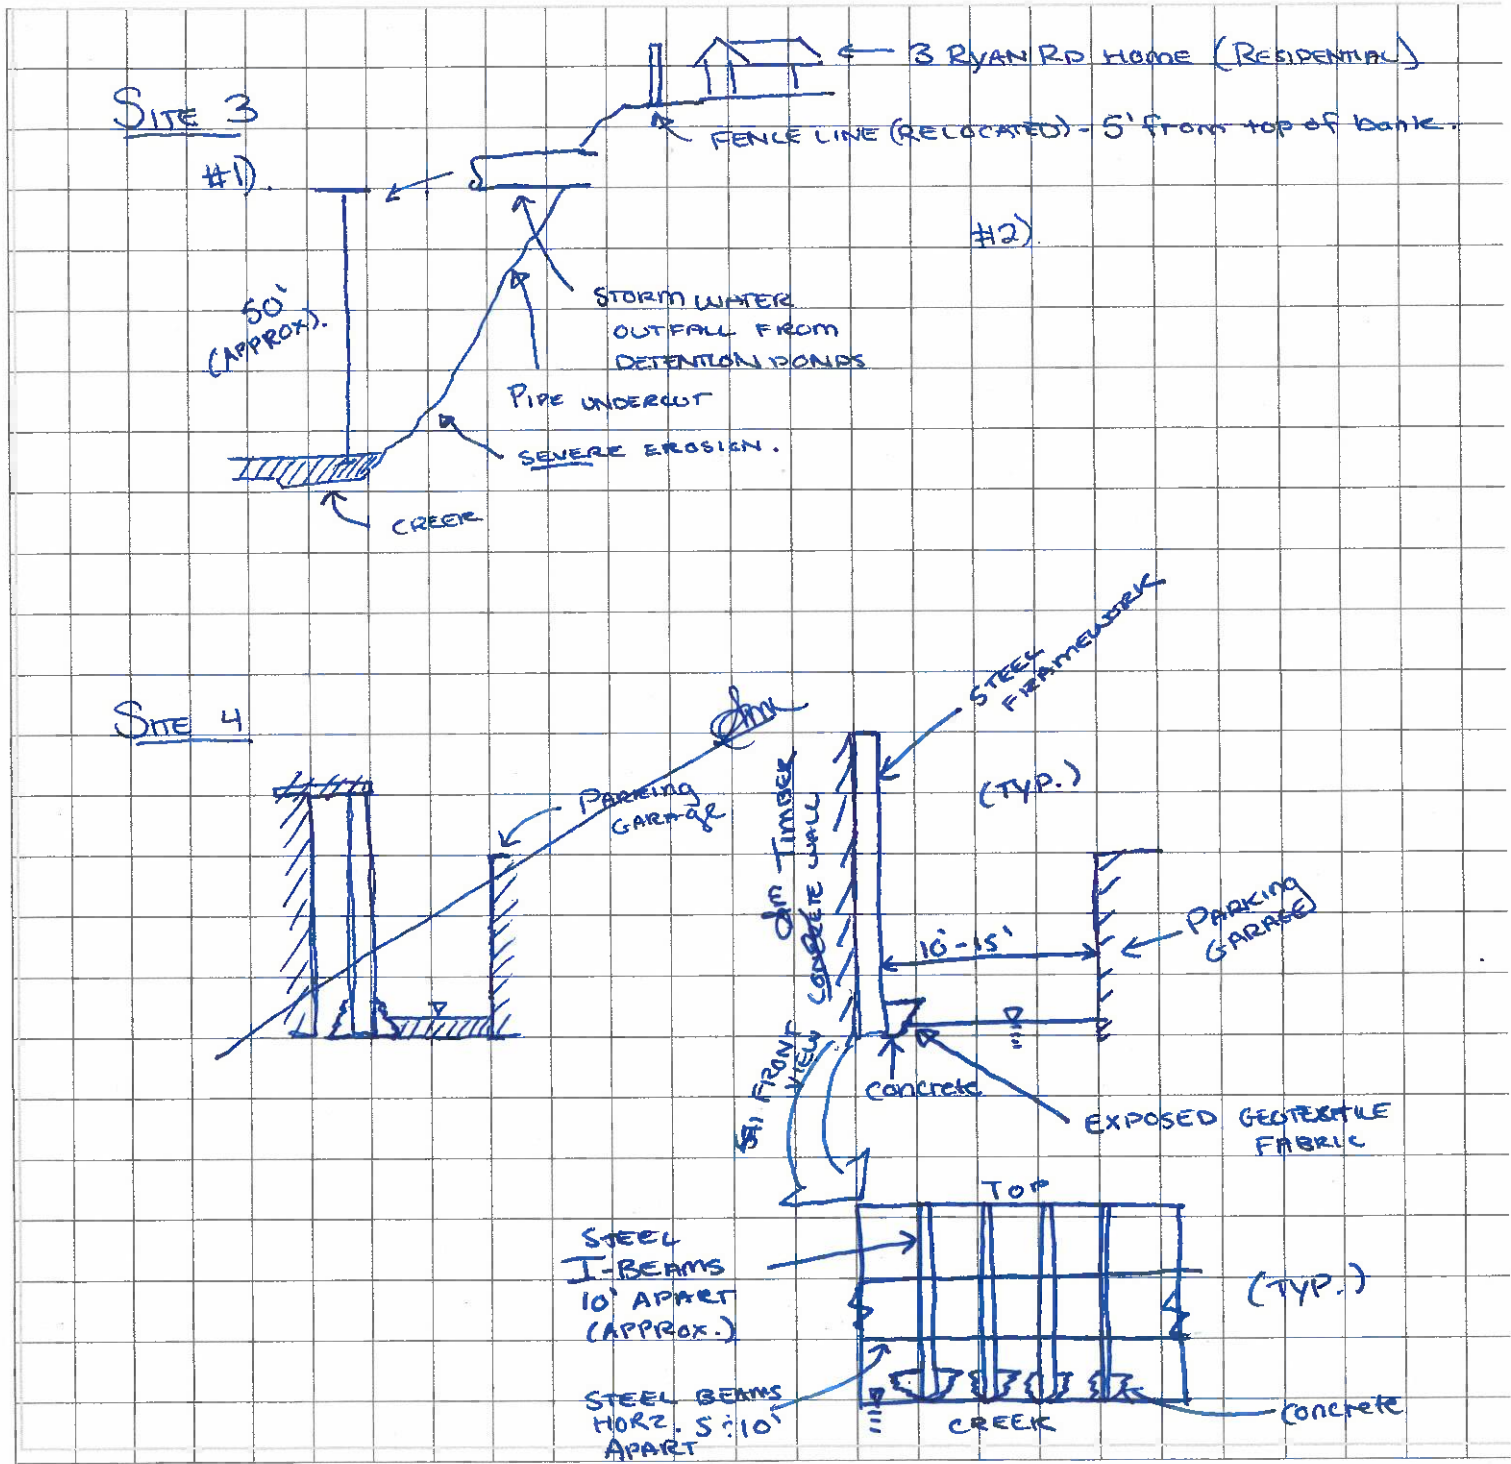 SITE 3
3 RYAN RD HOME (RESIDENTIAL)
FENCE LINE (RELOCATED) - 5' from top of bank.
#1).
#2).
50'
(APPROX).
STORM WATER
OUTFALL FROM
DETENTION PONDS
PIPE UNDERCUT
SEVERE EROSION.
CREEK
SITE 4
PARKING
GARAGE
STEEL
FRAMEWORK
(TYP.)
TIMBER
CONCRETE WALL
10'-15'
PARKING
GARAGE
FRONT
VIEW
concrete
EXPOSED GEOTEXTILE
FABRIC
TOP
STEEL
I-BEAMS
10' APART
(APPROX.)
(TYP.)
STEEL BEAMS
HORZ. 5'-10'
APART
CREEK
concrete